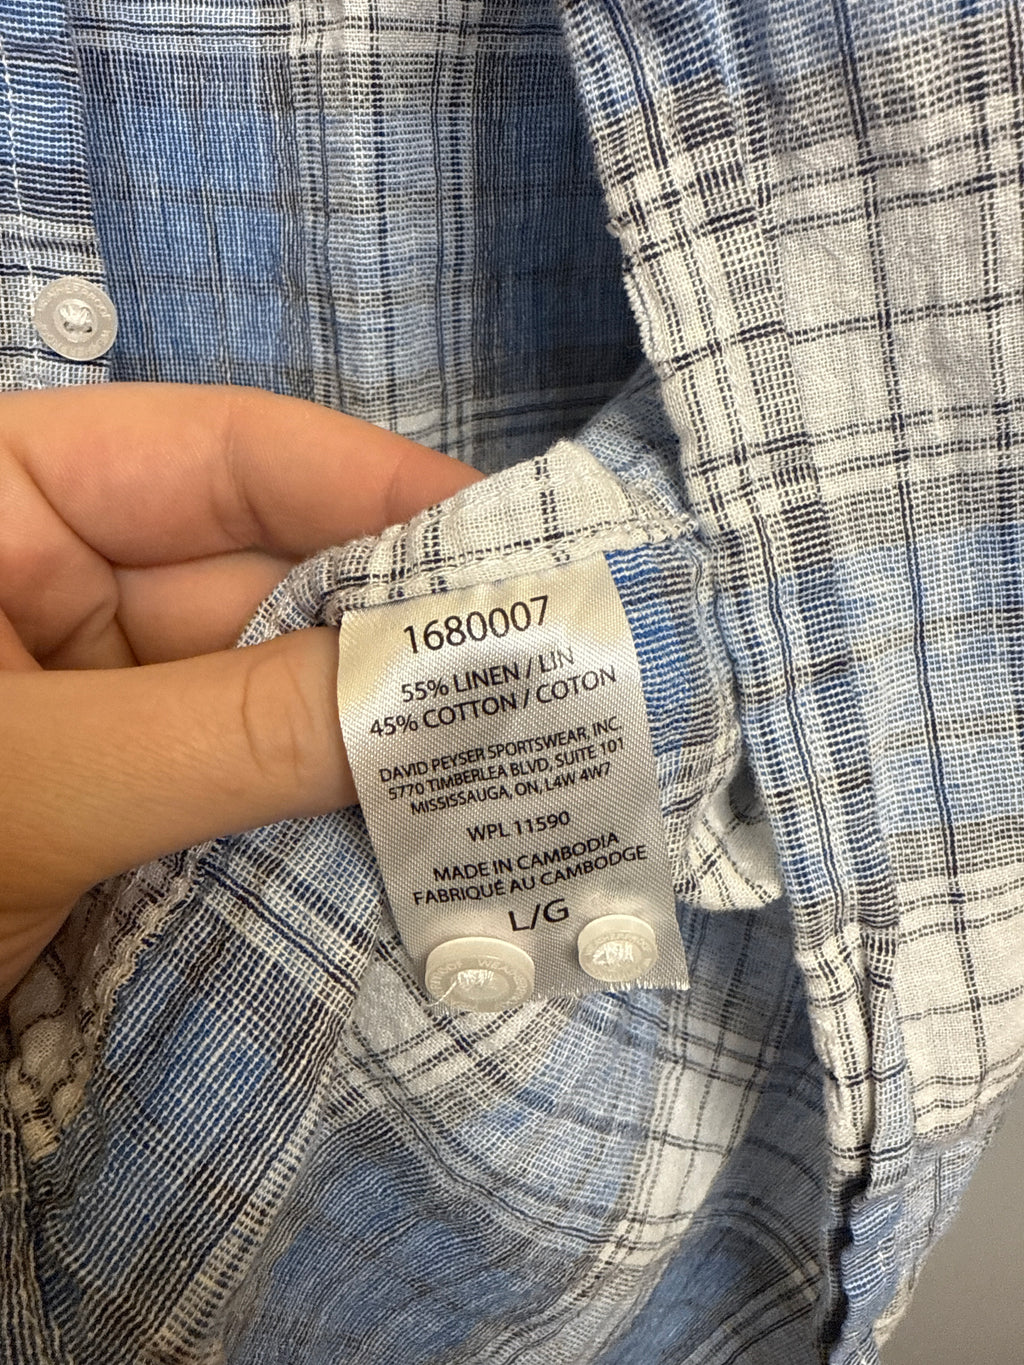 1680007
55% LINEN / LIN
45% COTTON / COTON
DAVID PEYSER SPORTSWEAR, INC.
5770 TIMBERLEA BLVD, SUITE 101
MISSISSAUGA, ON, L4W 4W7
WPL 11590
MADE IN CAMBODIA
FABRIQUÉ AU CAMBODGE
L/G